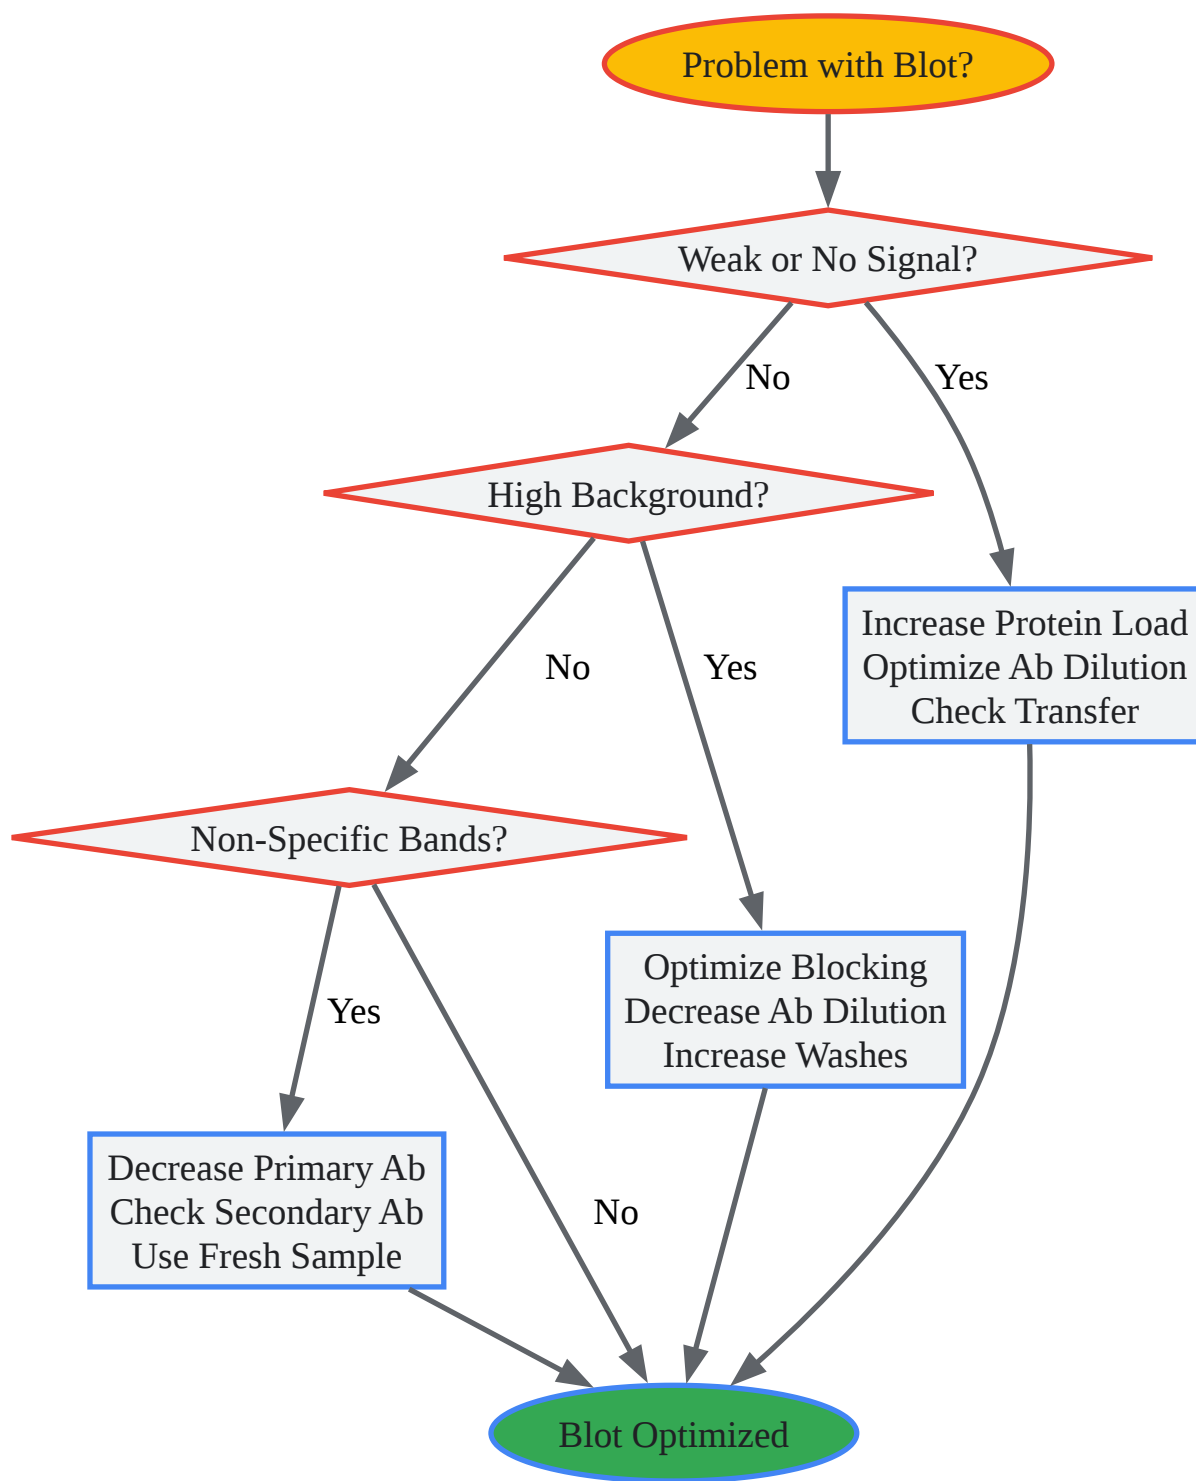 Problem with Blot?
Weak or No Signal?
No
Yes
High Background?
Increase Protein Load
Optimize Ab Dilution
Check Transfer
No
Yes
Non-Specific Bands?
Optimize Blocking
Decrease Ab Dilution
Increase Washes
Yes
Decrease Primary Ab
Check Secondary Ab
Use Fresh Sample
No
Blot Optimized